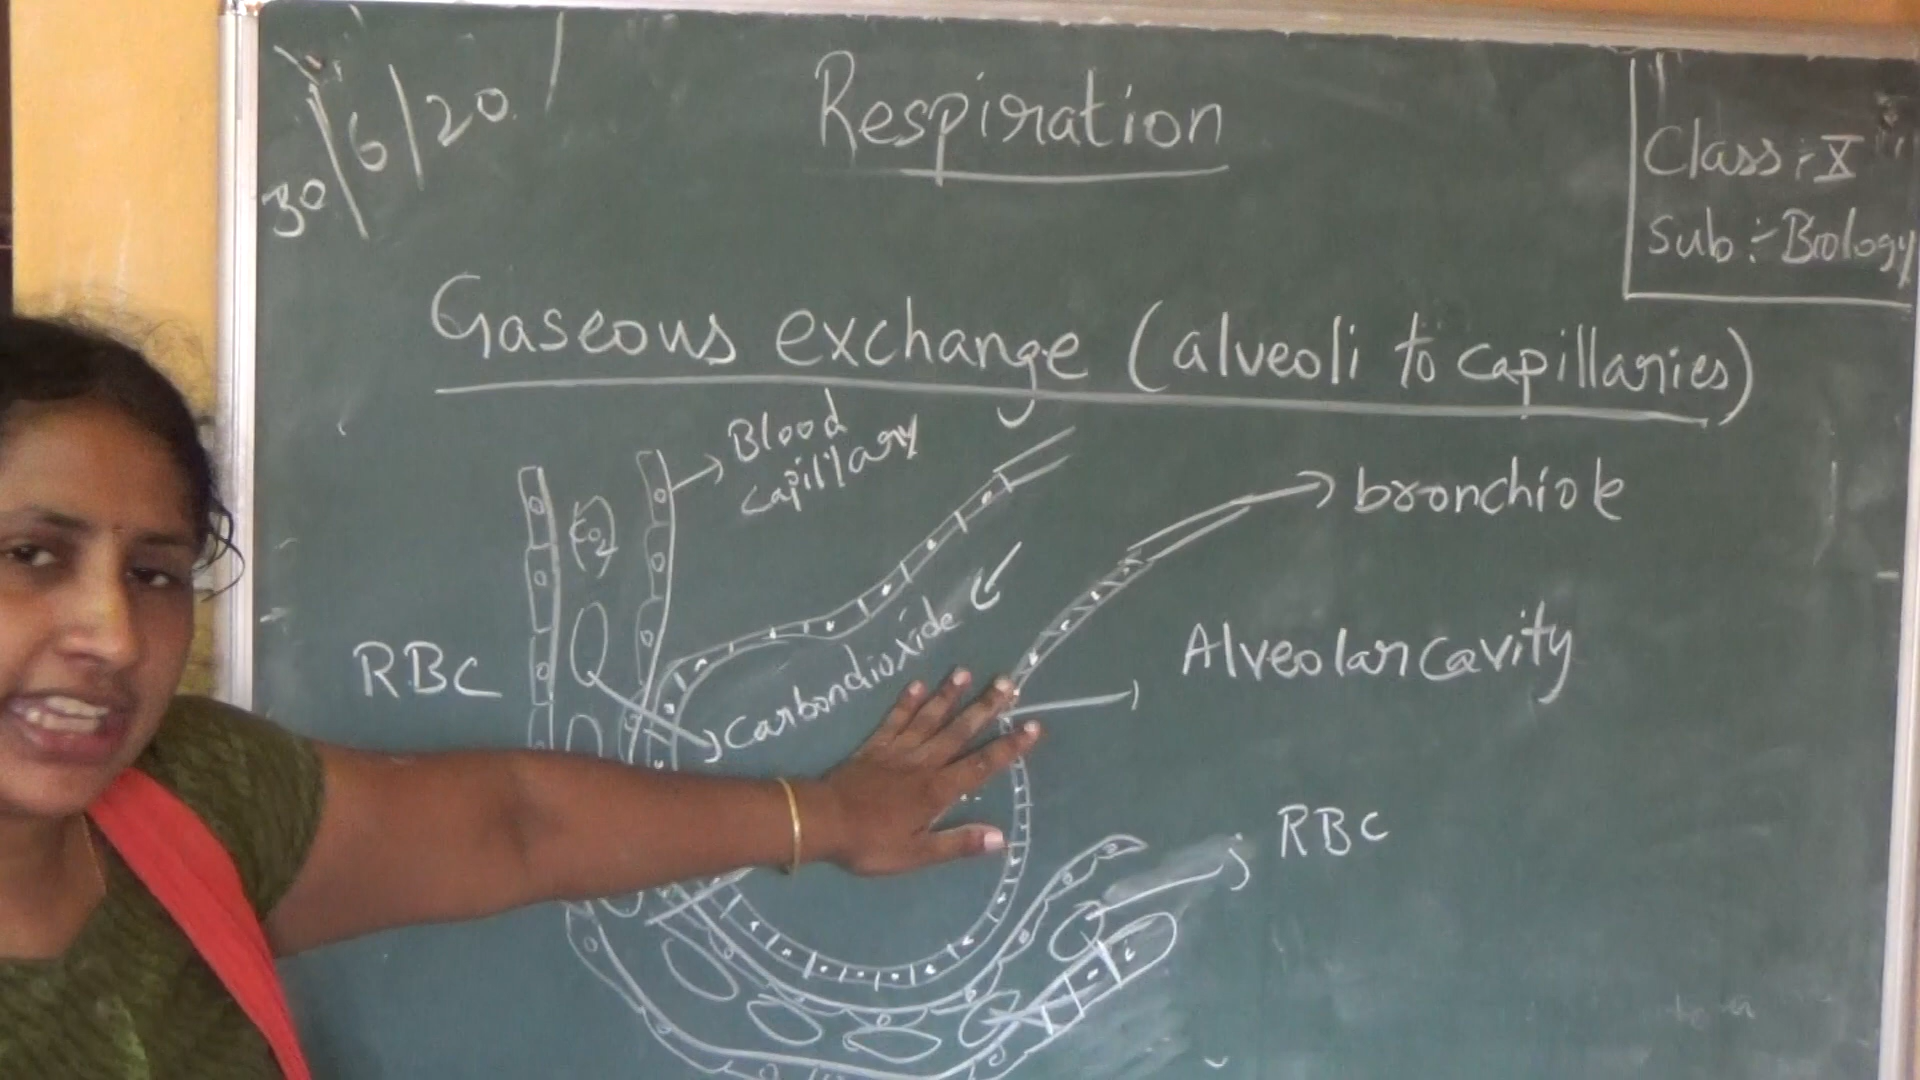 30/6/20
Respiration
Class :- X
Sub :- Biology
Gaseous exchange (alveoli to capillaries)
Blood
capillary
CO2
bronchiole
RBC
Carbondioxide
Alveolar cavity
RBC